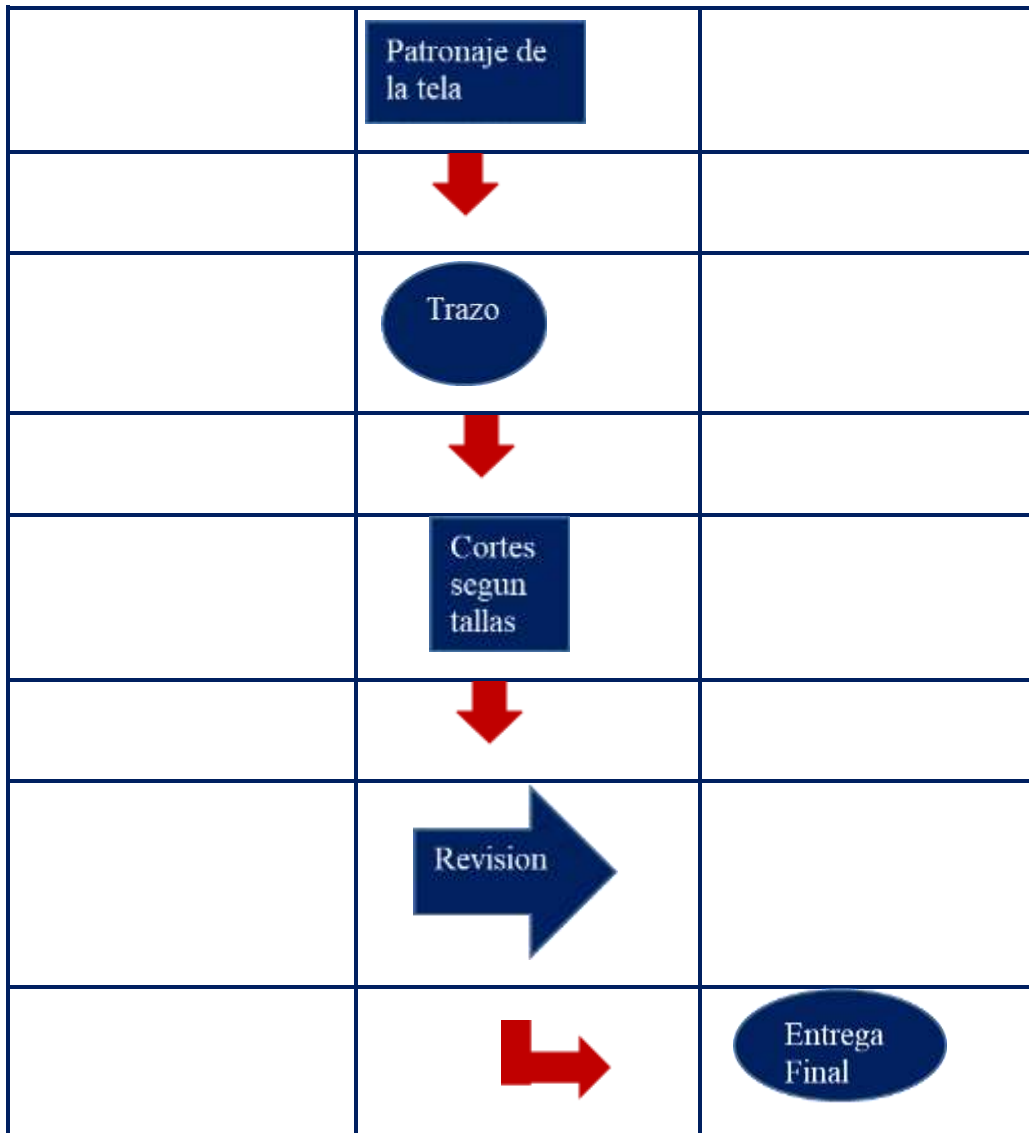 Patronaje de
la tela
Trazo
Cortes
segun
tallas
Revision
Entrega
Final